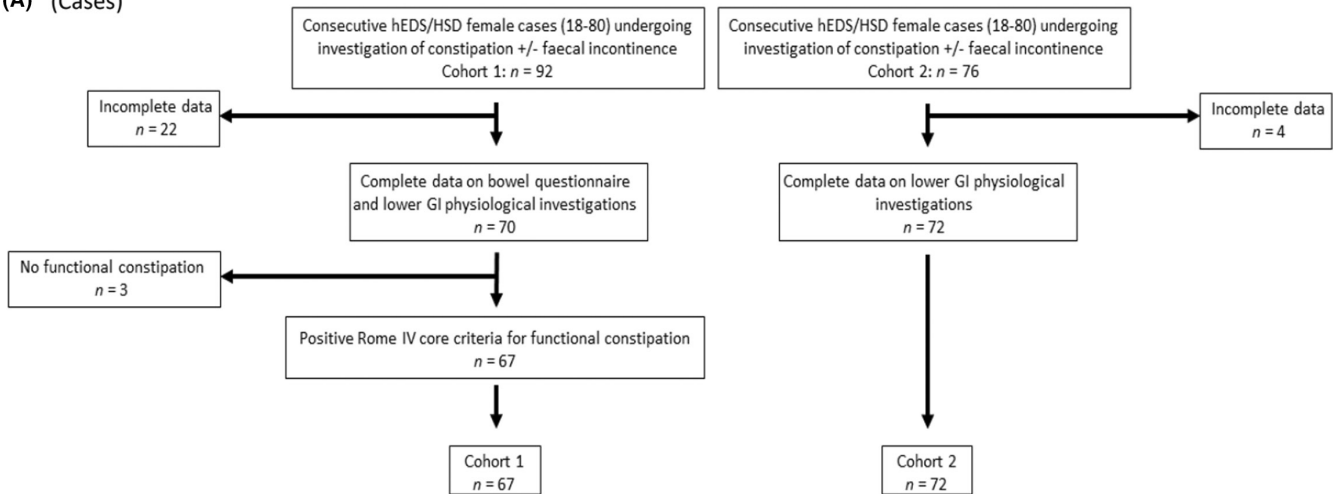 (A) (Cases)
Consecutive hEDS/HSD female cases (18-80) undergoing
investigation of constipation +/- faecal incontinence
Cohort 1: n = 92
Consecutive hEDS/HSD female cases (18-80) undergoing
investigation of constipation +/- faecal incontinence
Cohort 2: n = 76
Incomplete data
n = 22
Incomplete data
n = 4
Complete data on bowel questionnaire
and lower GI physiological investigations
n = 70
Complete data on lower GI physiological
investigations
n = 72
No functional constipation
n = 3
Positive Rome IV core criteria for functional constipation
n = 67
Cohort 1
n = 67
Cohort 2
n = 72